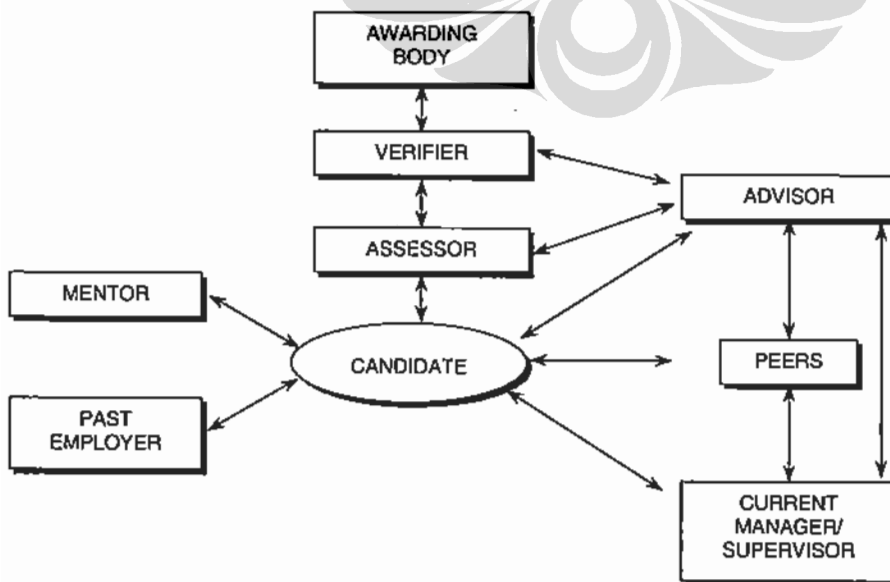 AWARDING
BODY
VERIFIER
ADVISOR
ASSESSOR
MENTOR
CANDIDATE
PEERS
PAST
EMPLOYER
CURRENT
MANAGER/
SUPERVISOR